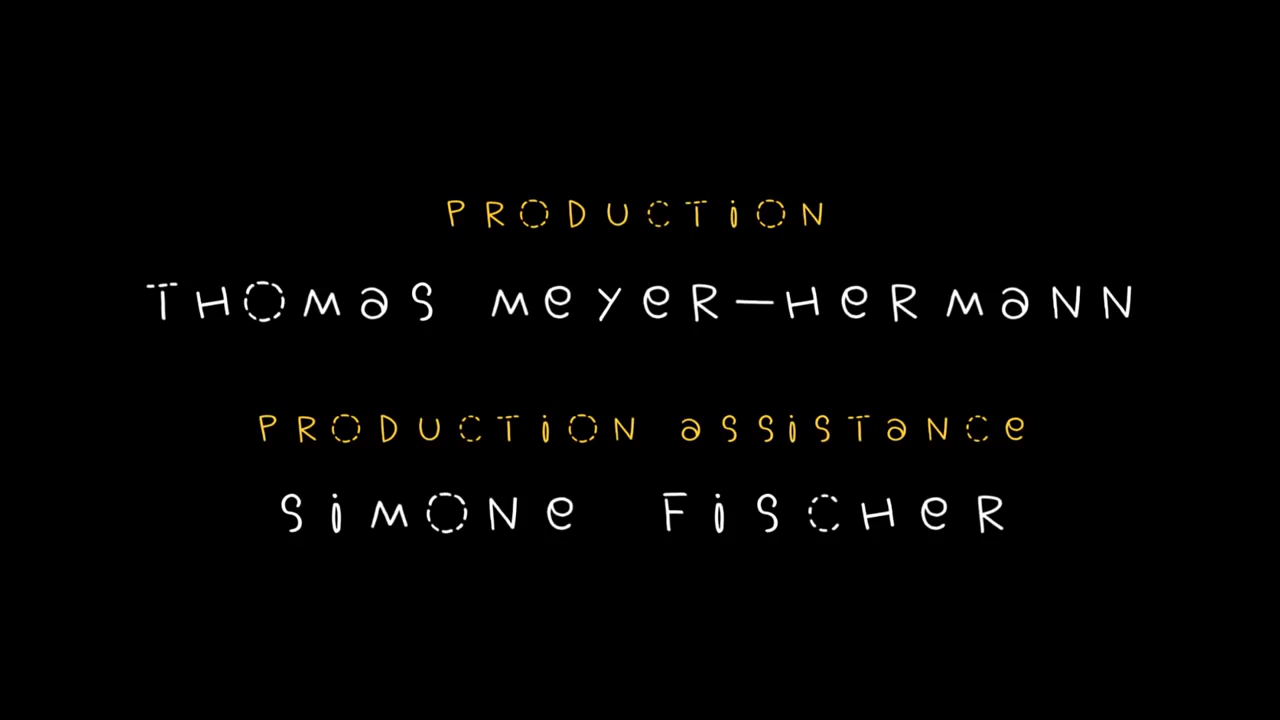 PRODUCTION
THOMaS MeYeR-HeRMaNN
PRODUCTiON aSSiSTaNCe
SiMONe FiSCHeR